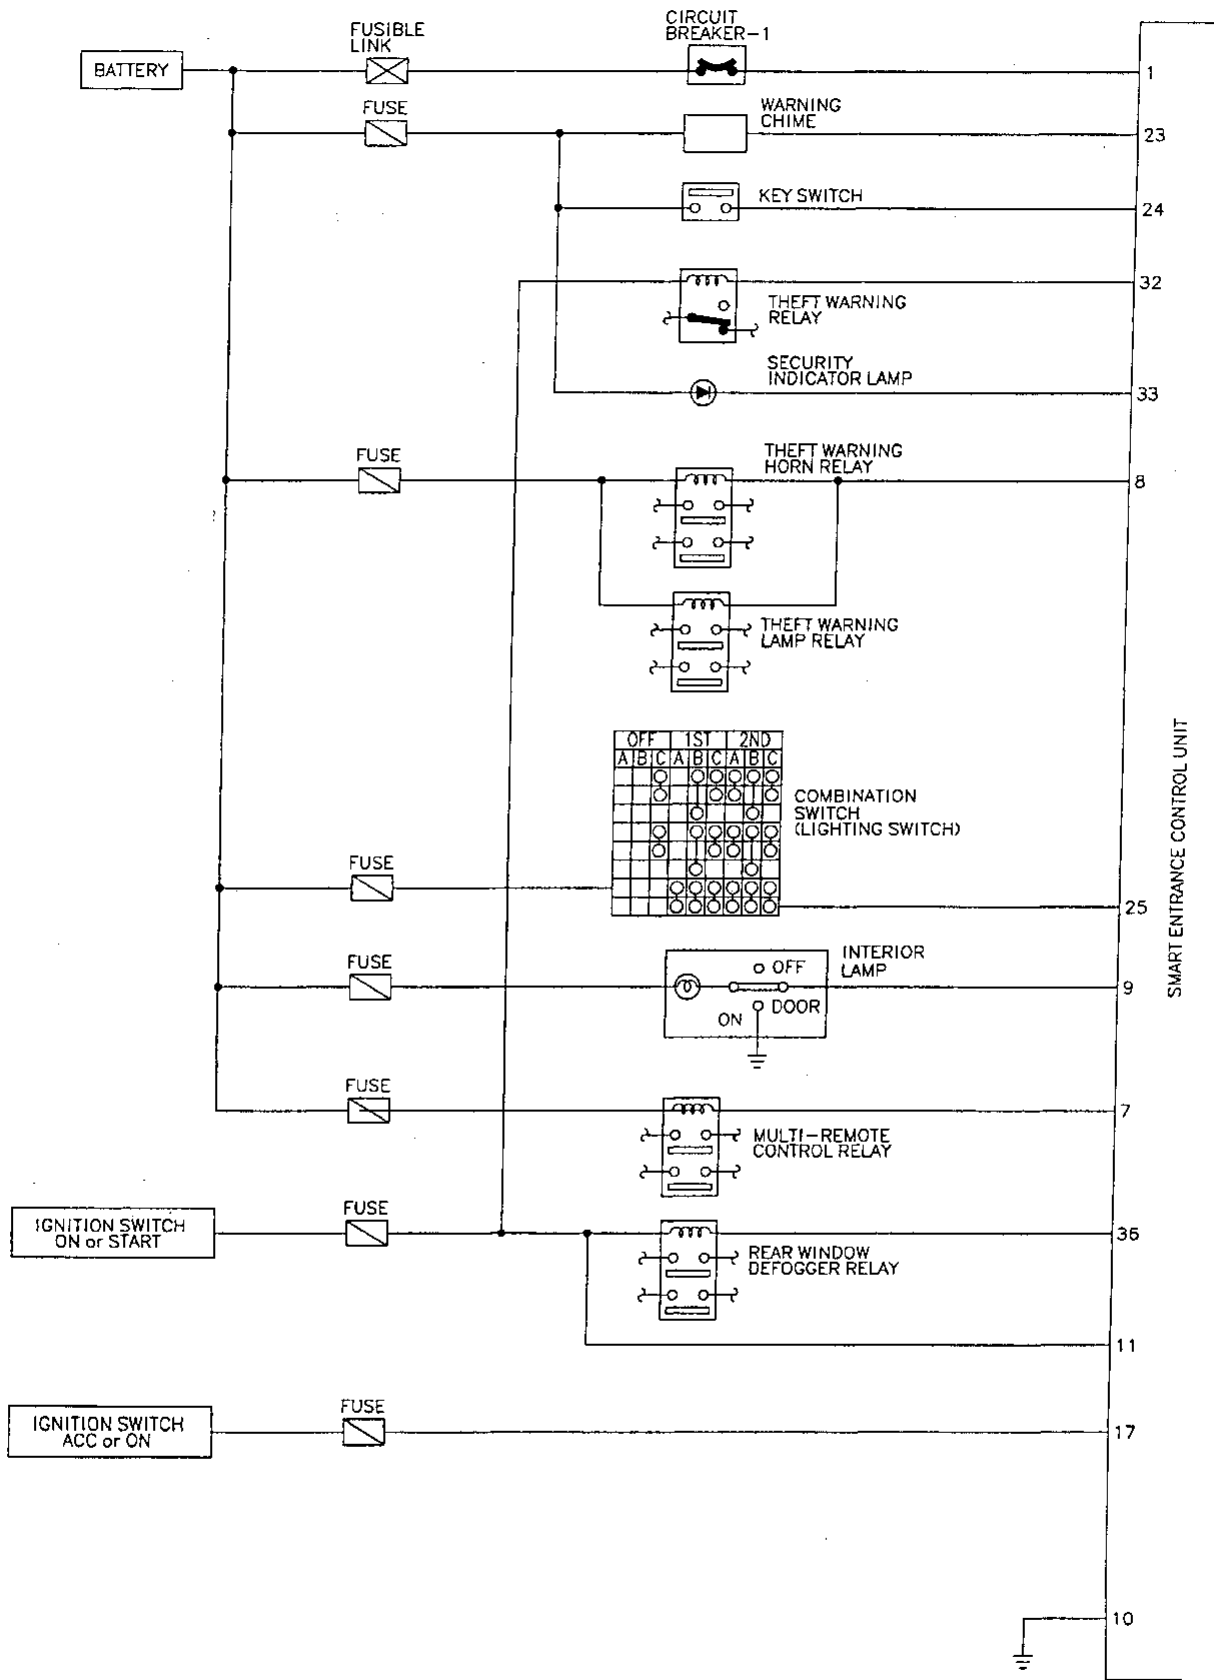 CIRCUIT
BREAKER-1
FUSIBLE
LINK
BATTERY
1
FUSE
WARNING
CHIME
23
KEY SWITCH
24
32
THEFT WARNING
RELAY
SECURITY
INDICATOR LAMP
33
FUSE
THEFT WARNING
HORN RELAY
8
THEFT WARNING
LAMP RELAY
OFF 1ST 2ND
A B C A B C A B C
COMBINATION
SWITCH
(LIGHTING SWITCH)
FUSE
25
SMART ENTRANCE CONTROL UNIT
FUSE
INTERIOR
LAMP
OFF
9
ON
DOOR
FUSE
7
MULTI-REMOTE
CONTROL RELAY
FUSE
IGNITION SWITCH
ON or START
36
REAR WINDOW
DEFOGGER RELAY
11
FUSE
IGNITION SWITCH
ACC or ON
17
10